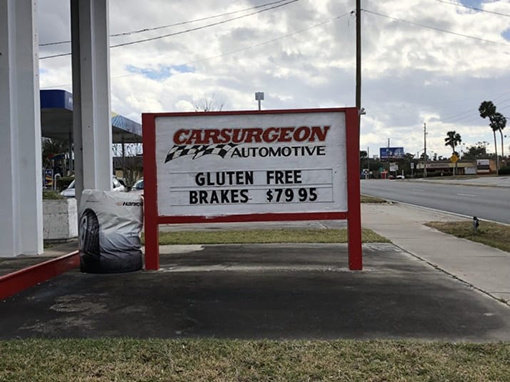 CARSURGEON
AUTOMOTIVE
GLUTEN FREE
BRAKES $79 95